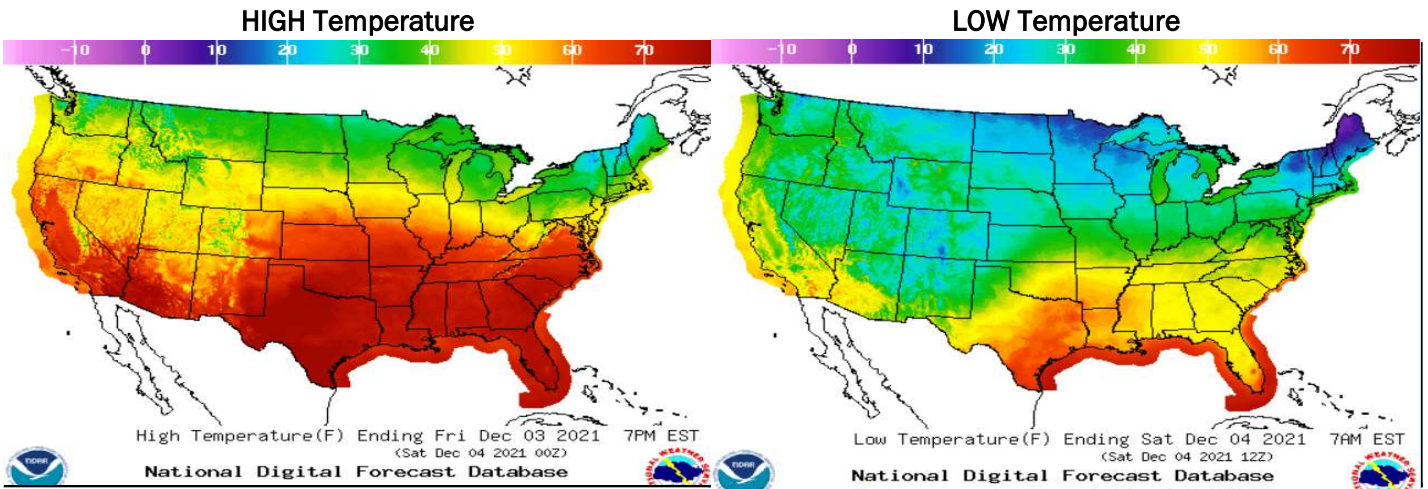 HIGH Temperature
-10 0 10 20 30 40 50 60 70
High Temperature(F) Ending Fri Dec 03 2021 7PM EST
(Sat Dec 04 2021 00Z)
National Digital Forecast Database
LOW Temperature
-10 0 10 20 30 40 50 60 70
Low Temperature(F) Ending Sat Dec 04 2021 7AM EST
(Sat Dec 04 2021 12Z)
National Digital Forecast Database